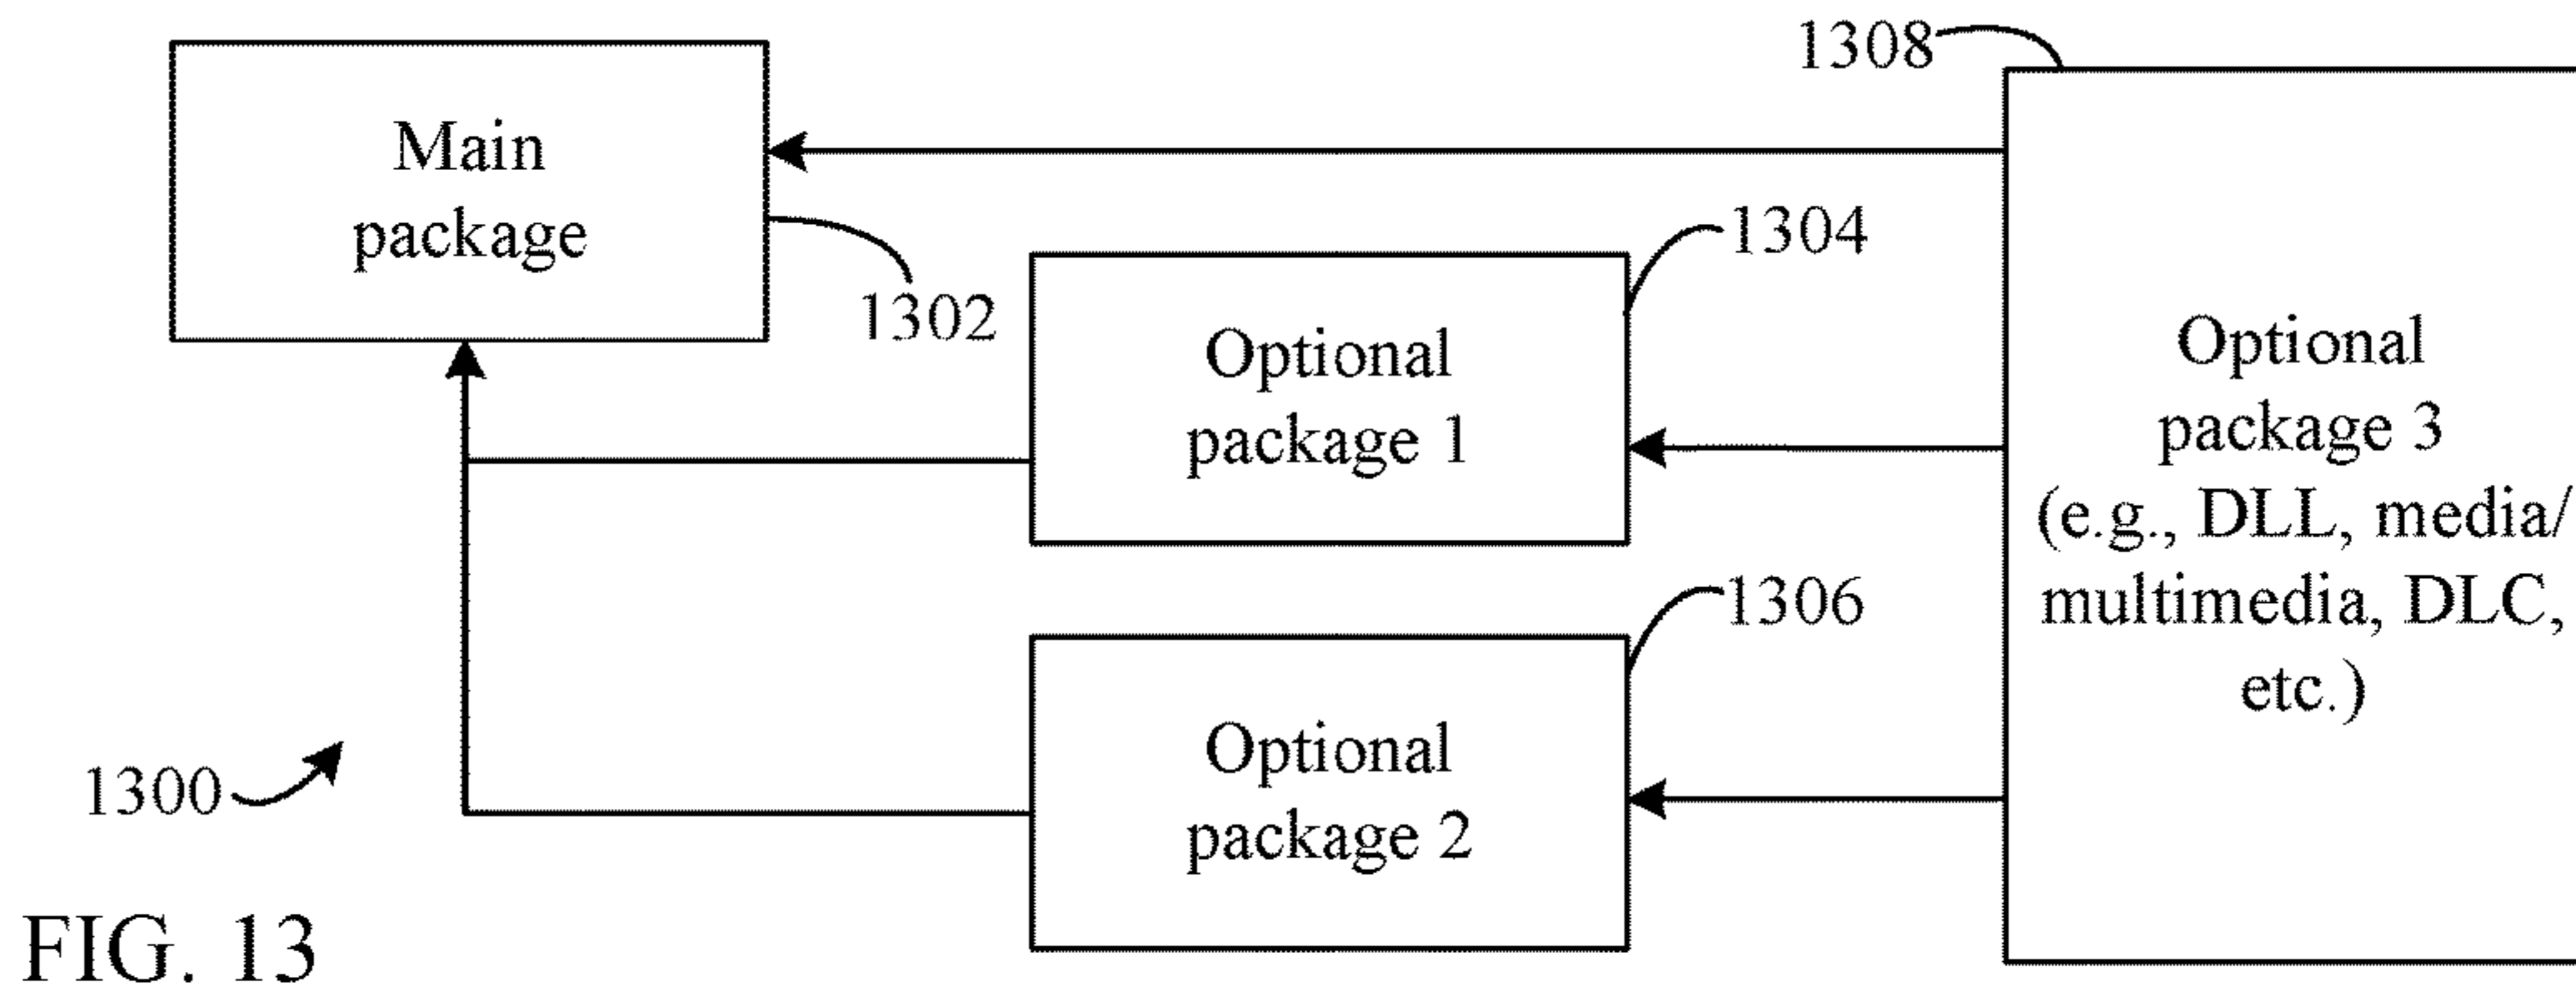 1308
Main
package
1302
1304
Optional
package 1
Optional
package 3
(e.g., DLL, media/
multimedia, DLC,
etc.)
1306
Optional
package 2
1300
FIG. 13